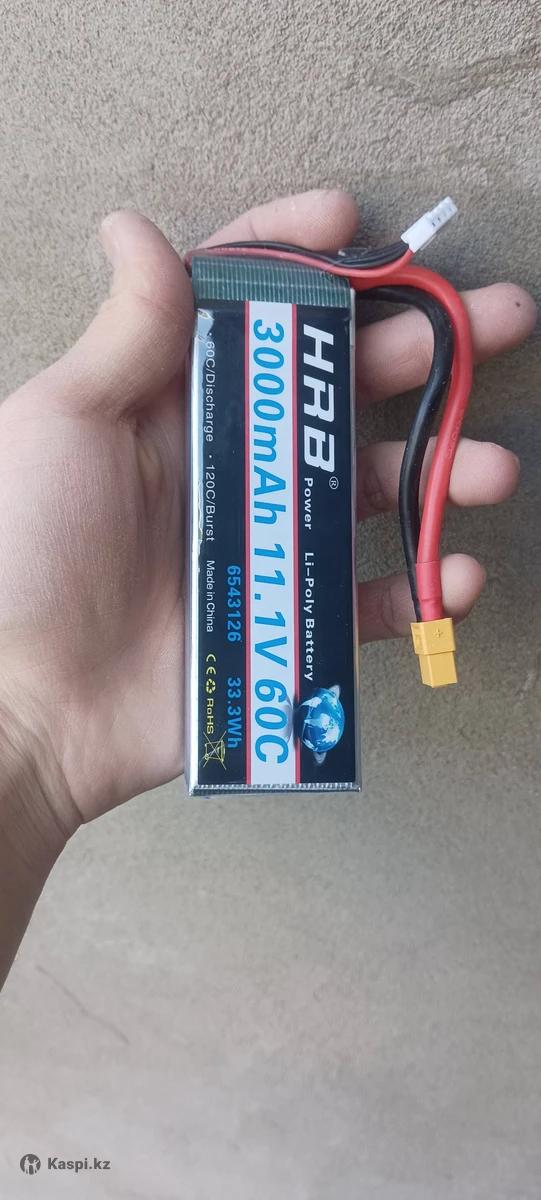 HRB®
Power Li-Poly Battery
3000mAh 11.1V 60C
6543126 33.3Wh
· 60C/Discharge · 120C/Burst Made in China CE RoHS
Kaspi.kz